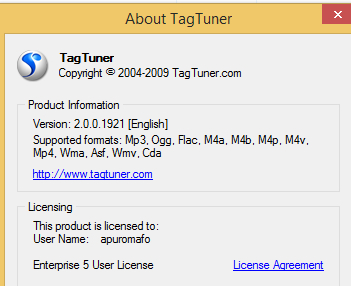 About TagTuner
TagTuner
Copyright © 2004-2009 TagTuner.com
Product Information
Version: 2.0.0.1921 [English]
Supported formats: Mp3, Ogg, Flac, M4a, M4b, M4p, M4v,
Mp4, Wma, Asf, Wmv, Cda
http://www.tagtuner.com
Licensing
This product is licensed to:
User Name: apuromafo
Enterprise 5 User License License Agreement